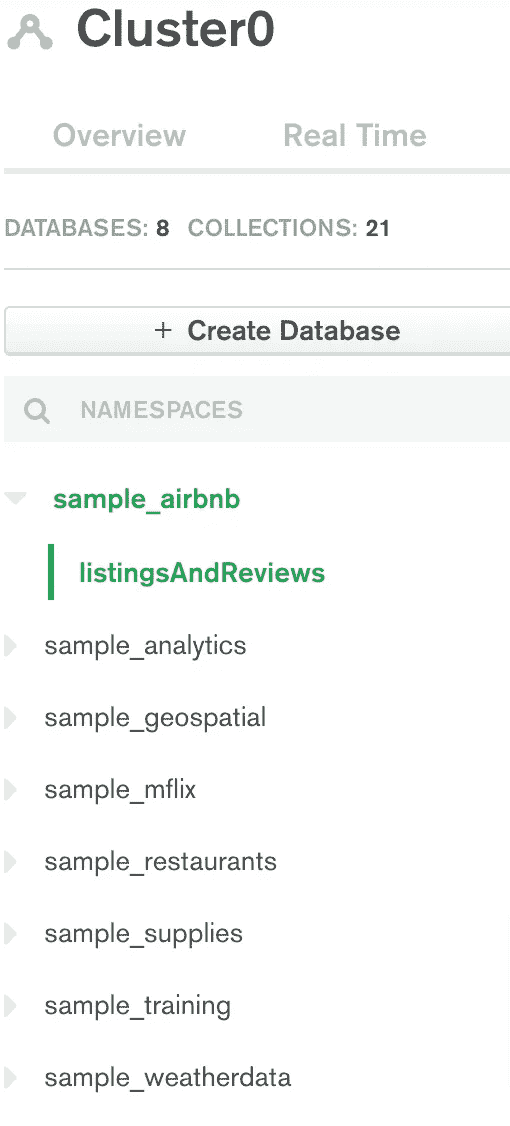 Cluster0
Overview Real Time
DATABASES: 8 COLLECTIONS: 21
+ Create Database
NAMESPACES
sample_airbnb
listingsAndReviews
sample_analytics
sample_geospatial
sample_mflix
sample_restaurants
sample_supplies
sample_training
sample_weatherdata